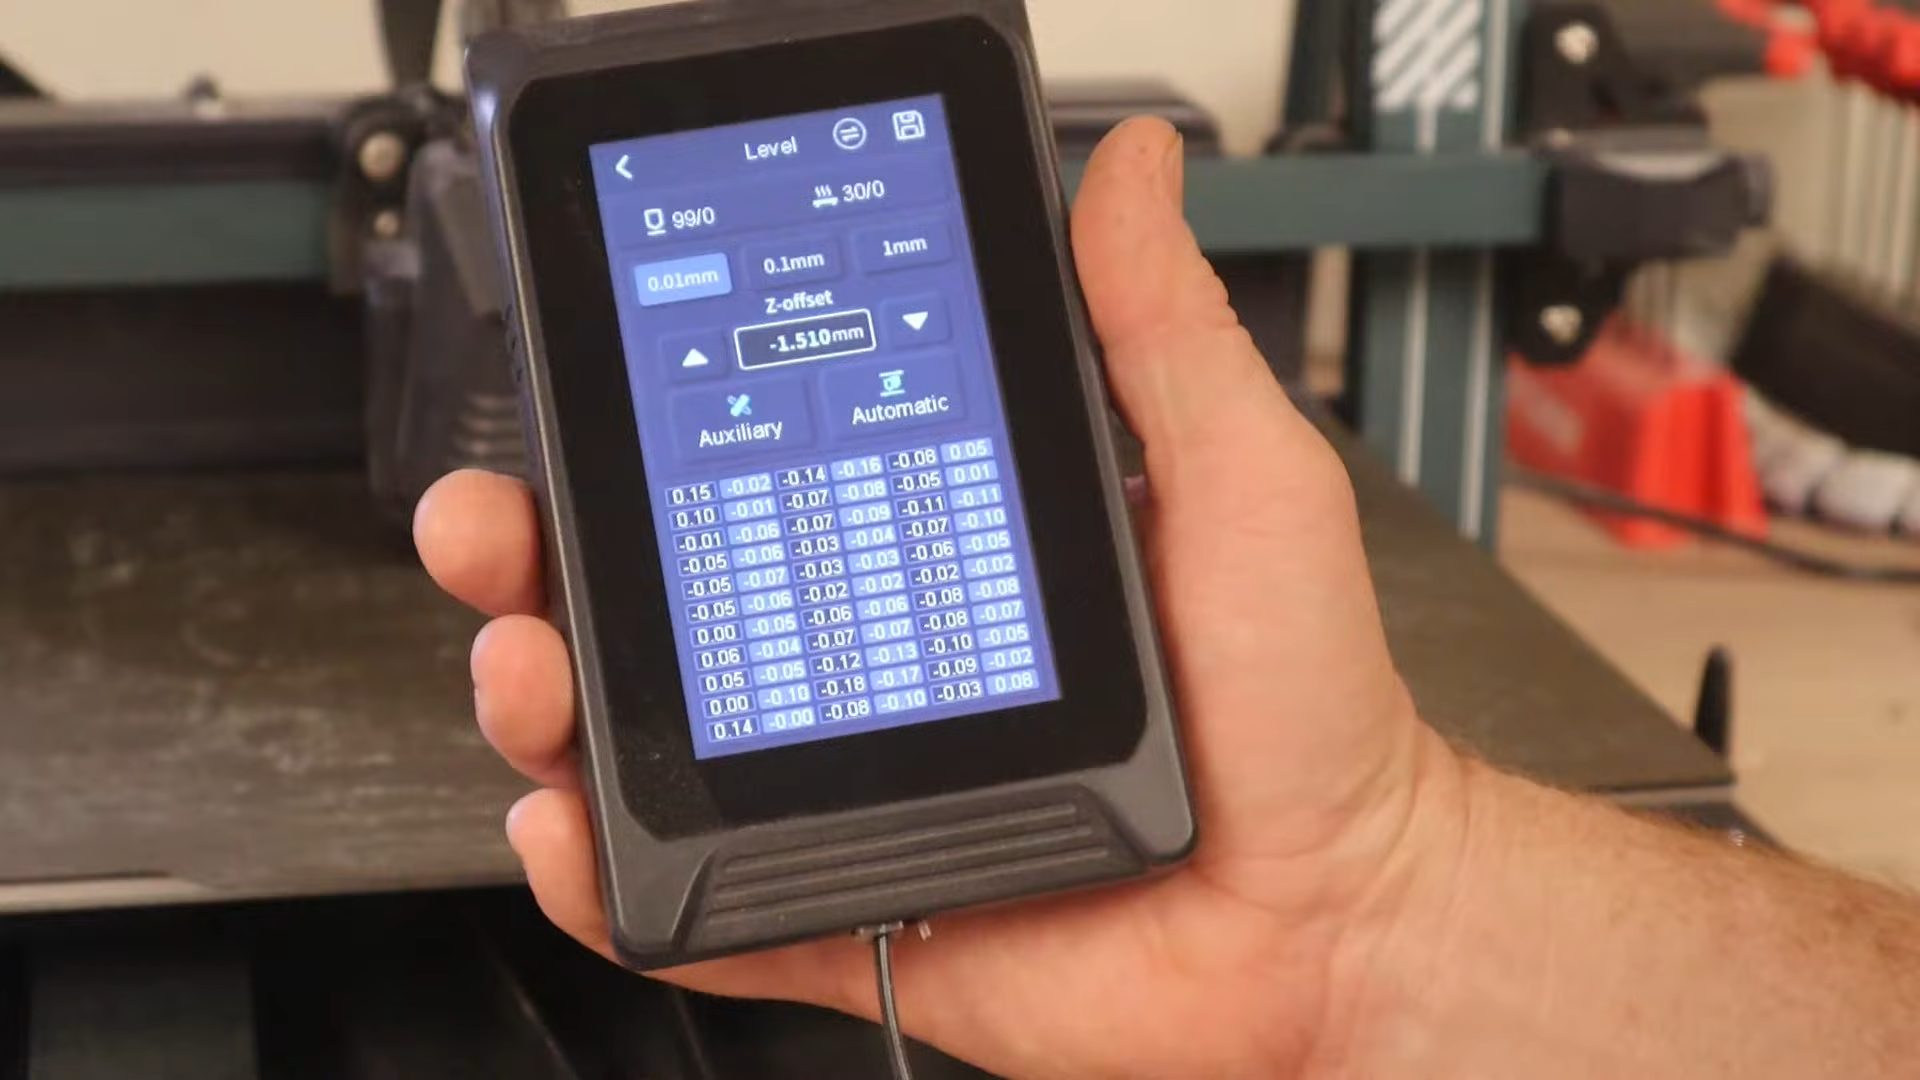 Level
99/0 30/0
0.01mm 0.1mm 1mm
Z-offset
-1.510mm
Auxiliary Automatic
0.15 -0.02 -0.14 -0.16 -0.08 0.05
0.10 -0.01 -0.07 -0.08 -0.05 0.01
-0.01 -0.06 -0.07 -0.09 -0.11 -0.11
-0.05 -0.06 -0.03 -0.04 -0.07 -0.10
-0.05 -0.07 -0.03 -0.03 -0.06 -0.05
-0.05 -0.06 -0.02 -0.02 -0.02 -0.02
0.00 -0.05 -0.06 -0.06 -0.08 -0.08
0.06 -0.04 -0.07 -0.07 -0.08 -0.07
0.05 -0.05 -0.12 -0.13 -0.10 -0.05
0.00 -0.10 -0.18 -0.17 -0.09 -0.02
0.14 -0.00 -0.08 -0.10 -0.03 0.08